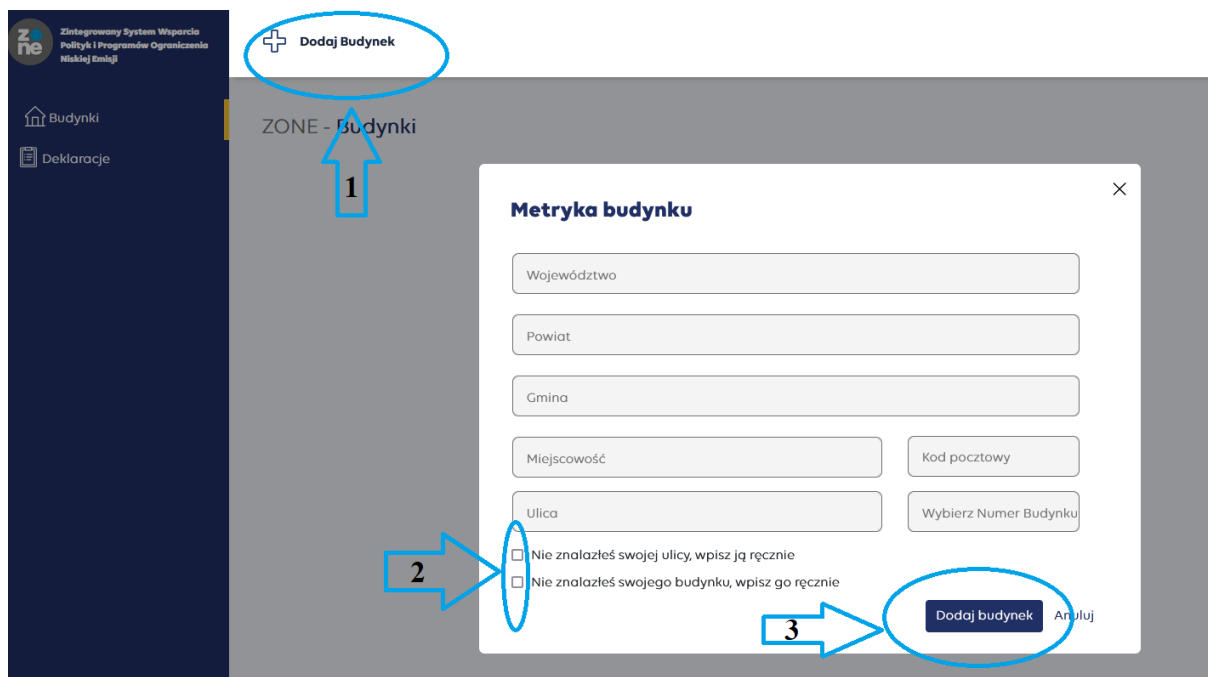 zone
Zintegrowany System Wsparcia
Polityk i Programów Ograniczenia
Niskiej Emisji
Dodaj Budynek
Budynki
Deklaracje
ZONE - Budynki
1
Metryka budynku
Województwo
Powiat
Gmina
Miejscowość
Kod pocztowy
Ulica
Wybierz Numer Budynku
2
Nie znalazłeś swojej ulicy, wpisz ją ręcznie
Nie znalazłeś swojego budynku, wpisz go ręcznie
3
Dodaj budynek
Anuluj